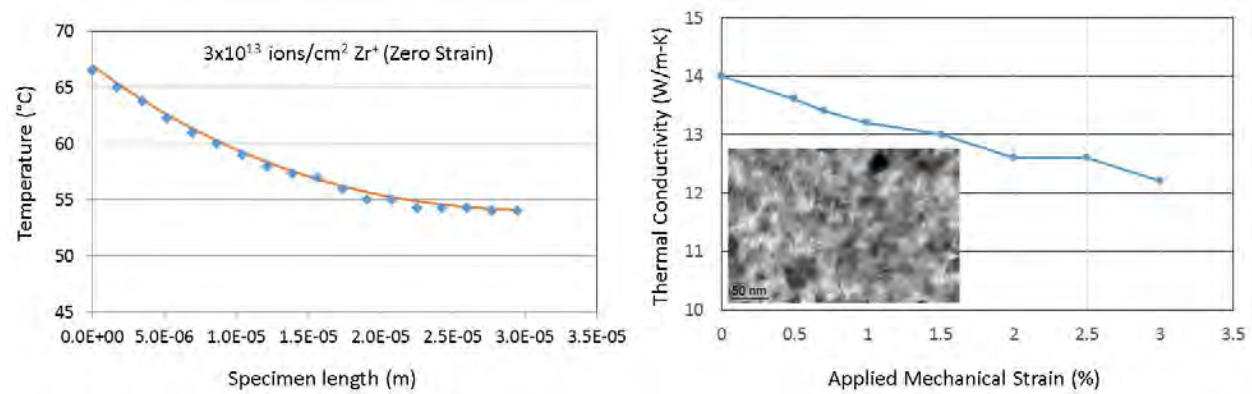 70
65
60
55
50
45
Temperature (°C)
3x10¹³ ions/cm² Zr⁺ (Zero Strain)
0.0E+00 5.0E-06 1.0E-05 1.5E-05 2.0E-05 2.5E-05 3.0E-05 3.5E-05
Specimen length (m)
15
14
13
12
11
10
Thermal Conductivity (W/m-K)
50 nm
0 0.5 1 1.5 2 2.5 3 3.5
Applied Mechanical Strain (%)